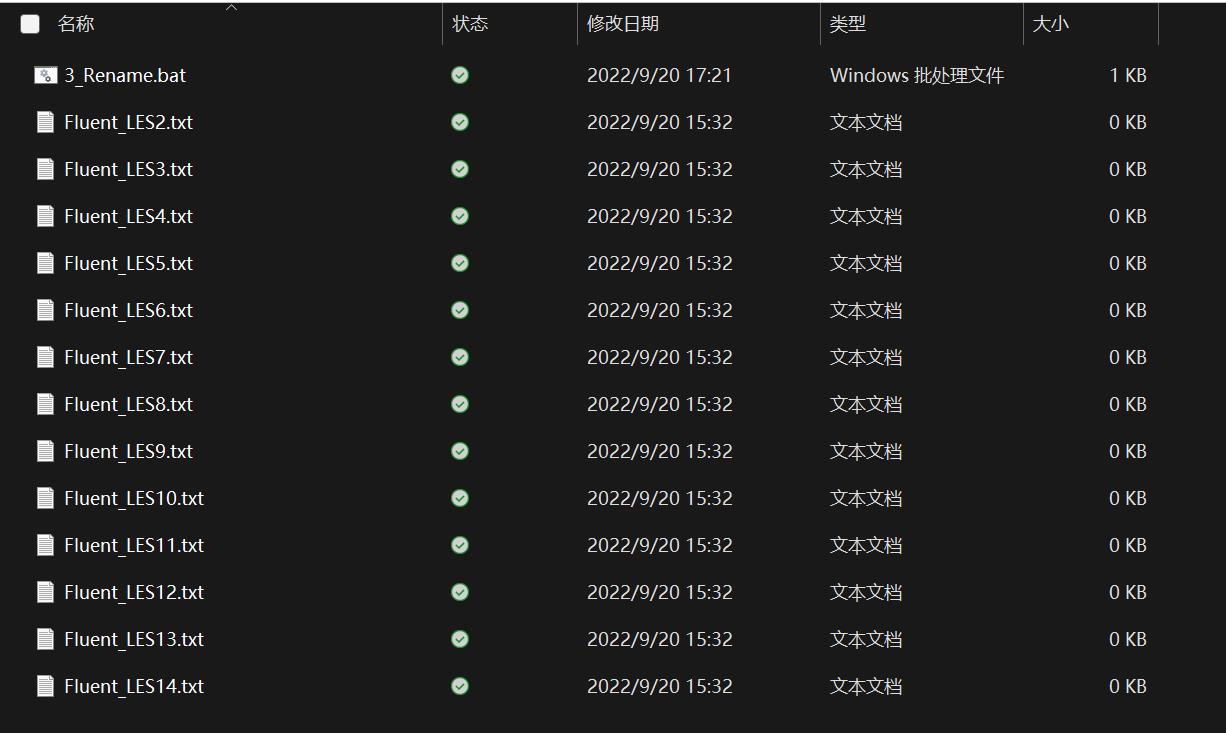 名称 状态 修改日期 类型 大小
3_Rename.bat 2022/9/20 17:21 Windows 批处理文件 1 KB
Fluent_LES2.txt 2022/9/20 15:32 文本文档 0 KB
Fluent_LES3.txt 2022/9/20 15:32 文本文档 0 KB
Fluent_LES4.txt 2022/9/20 15:32 文本文档 0 KB
Fluent_LES5.txt 2022/9/20 15:32 文本文档 0 KB
Fluent_LES6.txt 2022/9/20 15:32 文本文档 0 KB
Fluent_LES7.txt 2022/9/20 15:32 文本文档 0 KB
Fluent_LES8.txt 2022/9/20 15:32 文本文档 0 KB
Fluent_LES9.txt 2022/9/20 15:32 文本文档 0 KB
Fluent_LES10.txt 2022/9/20 15:32 文本文档 0 KB
Fluent_LES11.txt 2022/9/20 15:32 文本文档 0 KB
Fluent_LES12.txt 2022/9/20 15:32 文本文档 0 KB
Fluent_LES13.txt 2022/9/20 15:32 文本文档 0 KB
Fluent_LES14.txt 2022/9/20 15:32 文本文档 0 KB